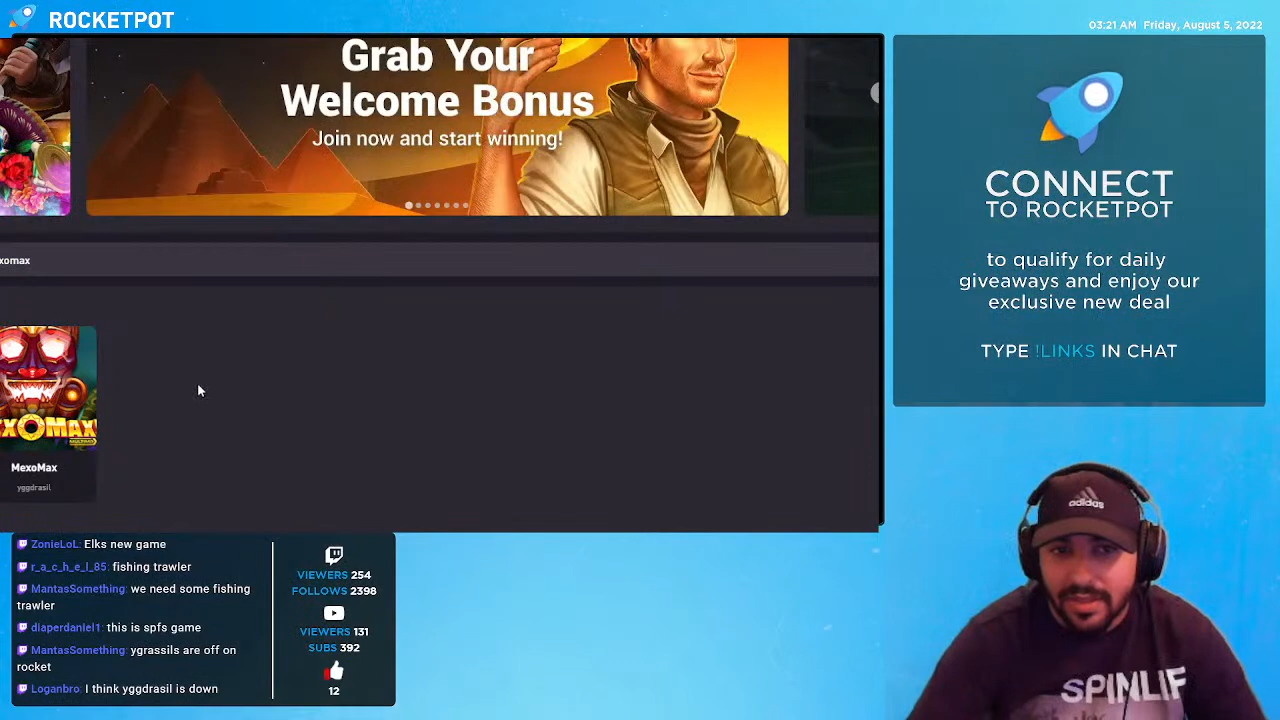 ROCKETPOT
03:21 AM Friday, August 5, 2022
Grab Your
Welcome Bonus
Join now and start winning!
xomax
XOMAX
MexoMax
yggdrasil
CONNECT
TO ROCKETPOT
to qualify for daily
giveaways and enjoy our
exclusive new deal
TYPE !LINKS IN CHAT
ZonieLoL: Elks new game
r_a_c_h_e_l_85: fishing trawler
MantasSomething: we need some fishing
trawler
diaperdaniel1: this is spfs game
MantasSomething: ygrassils are off on
rocket
Loganbro: I think yggdrasil is down
VIEWERS 254
FOLLOWS 2398
VIEWERS 131
SUBS 392
12
adidas
SPINLIF